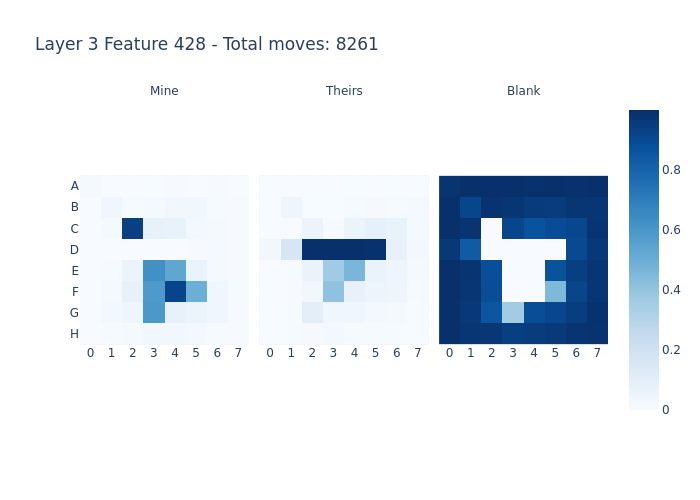 Layer 3 Feature 428 - Total moves: 8261
Mine Theirs Blank
A
B
C
D
E
F
G
H
0 1 2 3 4 5 6 7 0 1 2 3 4 5 6 7 0 1 2 3 4 5 6 7
0.8
0.6
0.4
0.2
0